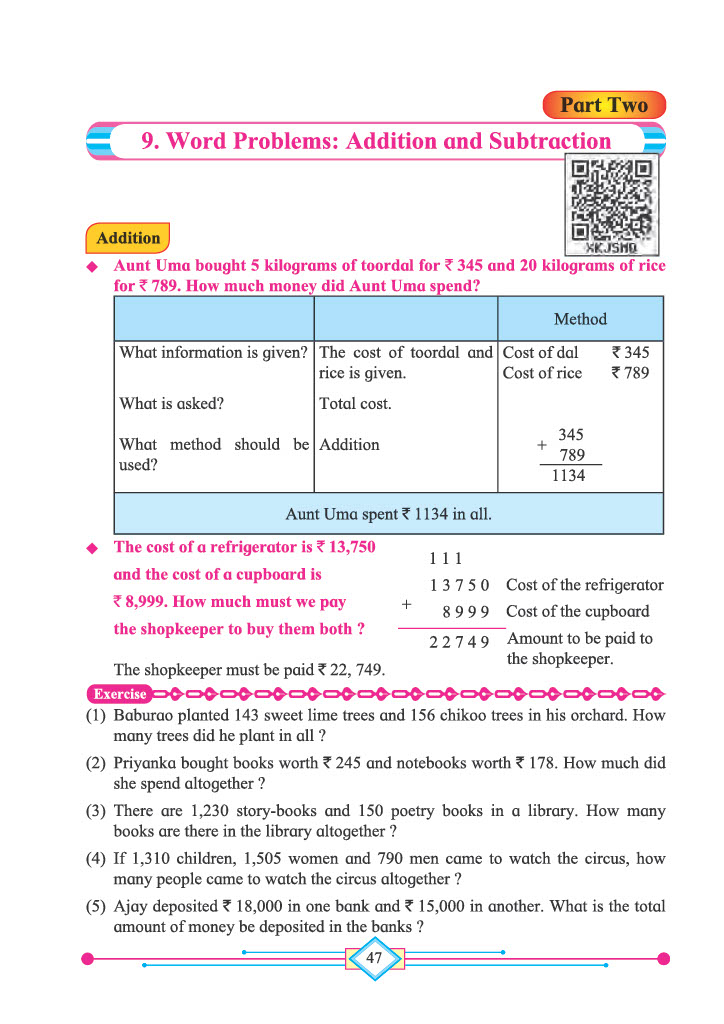 Part Two
9. Word Problems: Addition and Subtraction
XKJSMQ
Addition
◆ Aunt Uma bought 5 kilograms of toordal for ₹ 345 and 20 kilograms of rice
for ₹ 789. How much money did Aunt Uma spend?
Method
What information is given? The cost of toordal and Cost of dal ₹ 345
rice is given. Cost of rice ₹ 789
What is asked? Total cost.
345
What method should be Addition +
used? 789
1134
Aunt Uma spent ₹ 1134 in all.
◆ The cost of a refrigerator is ₹ 13,750
and the cost of a cupboard is
₹ 8,999. How much must we pay
the shopkeeper to buy them both ?
1 1 1
1 3 7 5 0 Cost of the refrigerator
+ 8 9 9 9 Cost of the cupboard
2 2 7 4 9 Amount to be paid to
the shopkeeper.
The shopkeeper must be paid ₹ 22, 749.
Exercise
(1) Baburao planted 143 sweet lime trees and 156 chikoo trees in his orchard. How
many trees did he plant in all ?
(2) Priyanka bought books worth ₹ 245 and notebooks worth ₹ 178. How much did
she spend altogether ?
(3) There are 1,230 story-books and 150 poetry books in a library. How many
books are there in the library altogether ?
(4) If 1,310 children, 1,505 women and 790 men came to watch the circus, how
many people came to watch the circus altogether ?
(5) Ajay deposited ₹ 18,000 in one bank and ₹ 15,000 in another. What is the total
amount of money be deposited in the banks ?
47